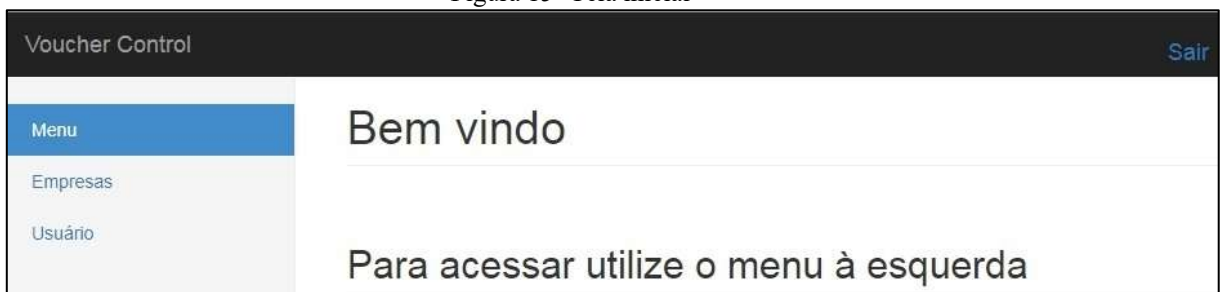 Voucher Control
Sair
Menu
Empresas
Usuário
Bem vindo
Para acessar utilize o menu à esquerda